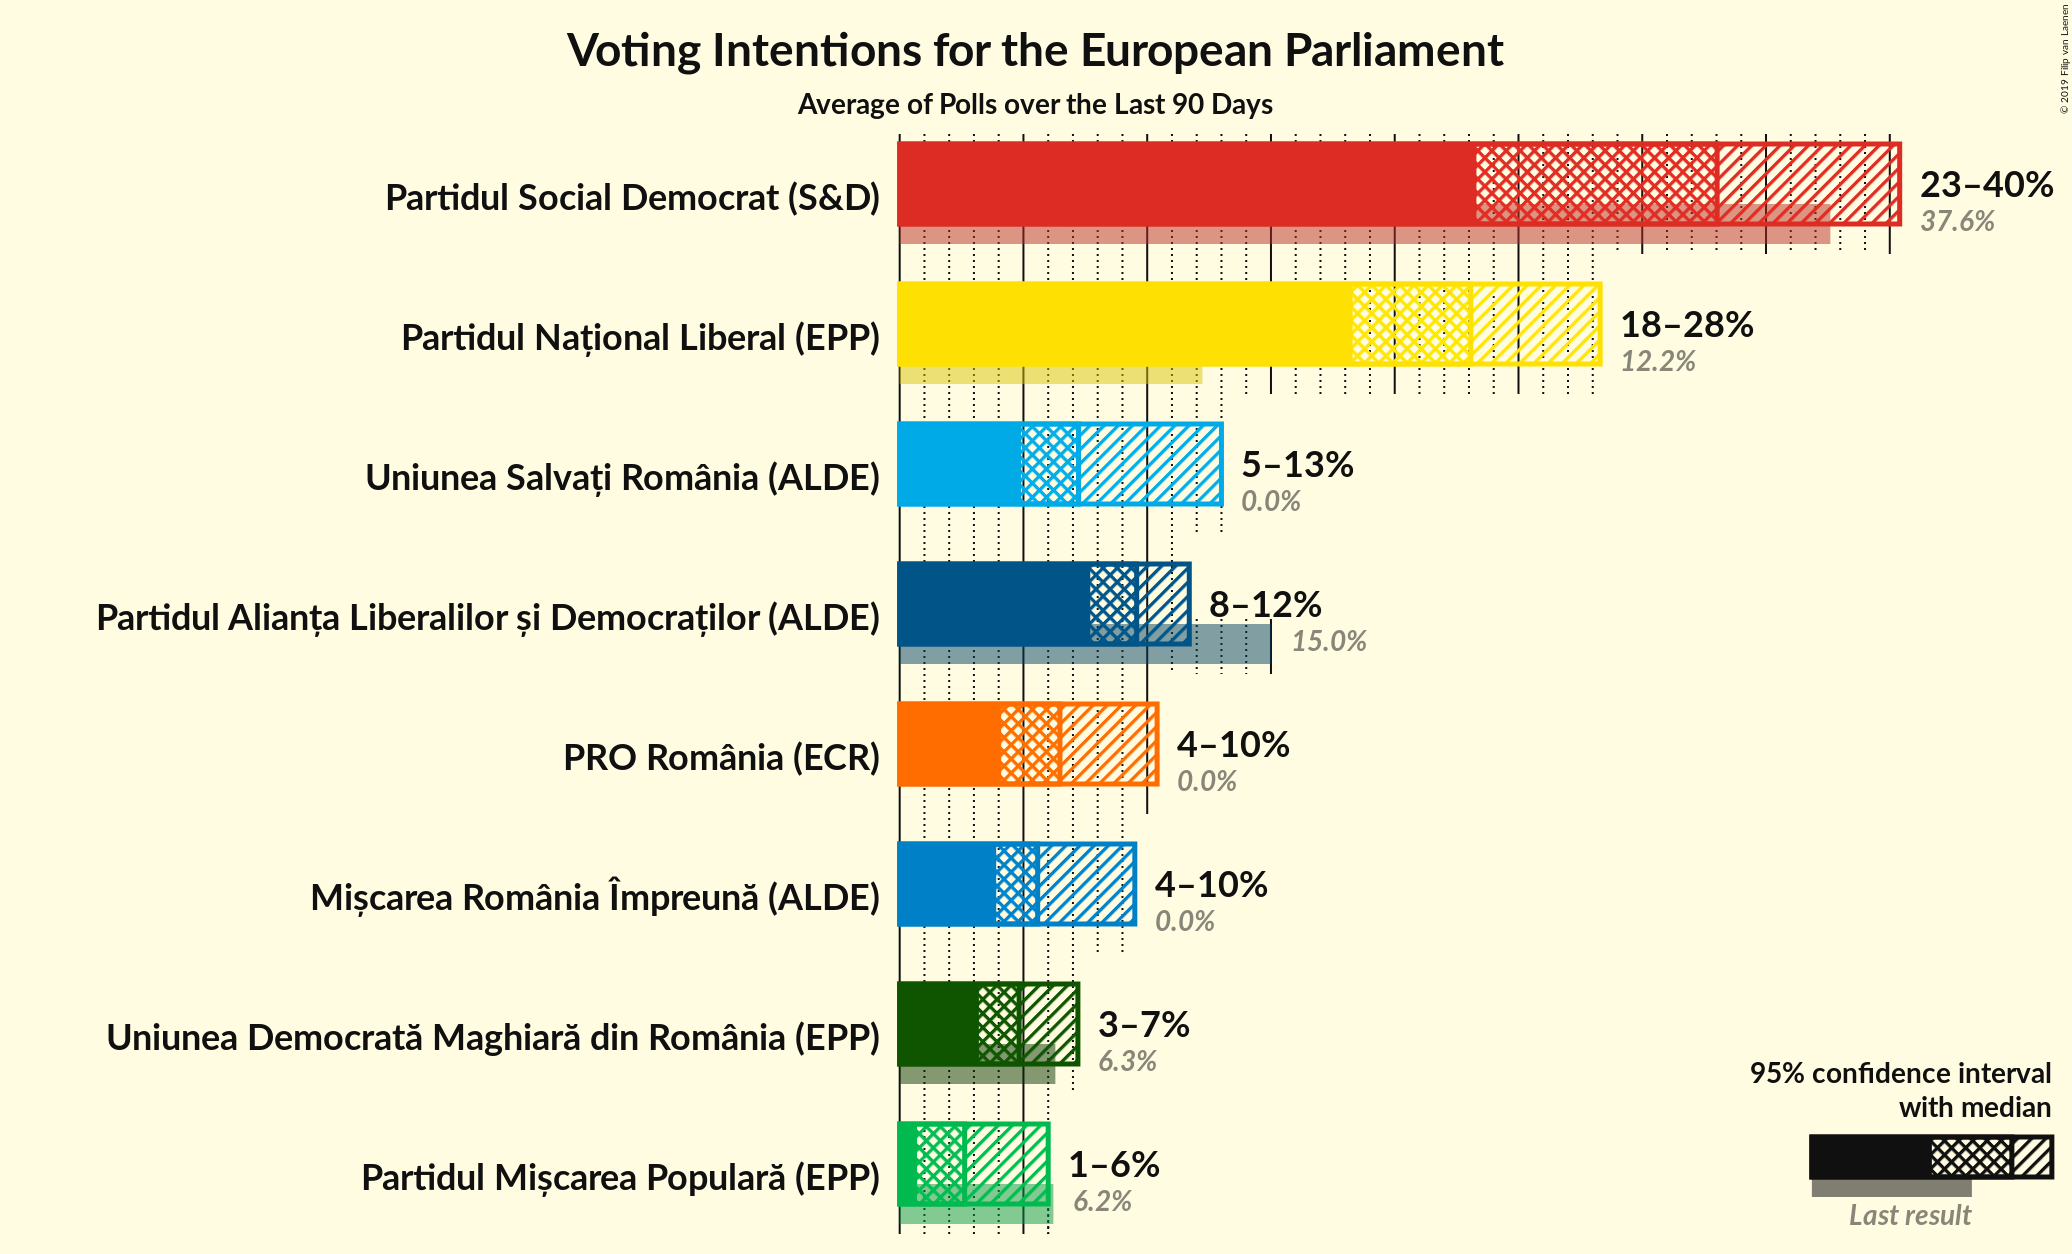 Voting Intentions for the European Parliament
Average of Polls over the Last 90 Days
© 2019 Filip van Laenen
Partidul Social Democrat (S&D)
23–40%
37.6%
Partidul Național Liberal (EPP)
18–28%
12.2%
Uniunea Salvați România (ALDE)
5–13%
0.0%
Partidul Alianța Liberalilor și Democraților (ALDE)
8–12%
15.0%
PRO România (ECR)
4–10%
0.0%
Mișcarea România Împreună (ALDE)
4–10%
0.0%
Uniunea Democrată Maghiară din România (EPP)
3–7%
6.3%
Partidul Mișcarea Populară (EPP)
1–6%
6.2%
95% confidence interval
with median
Last result